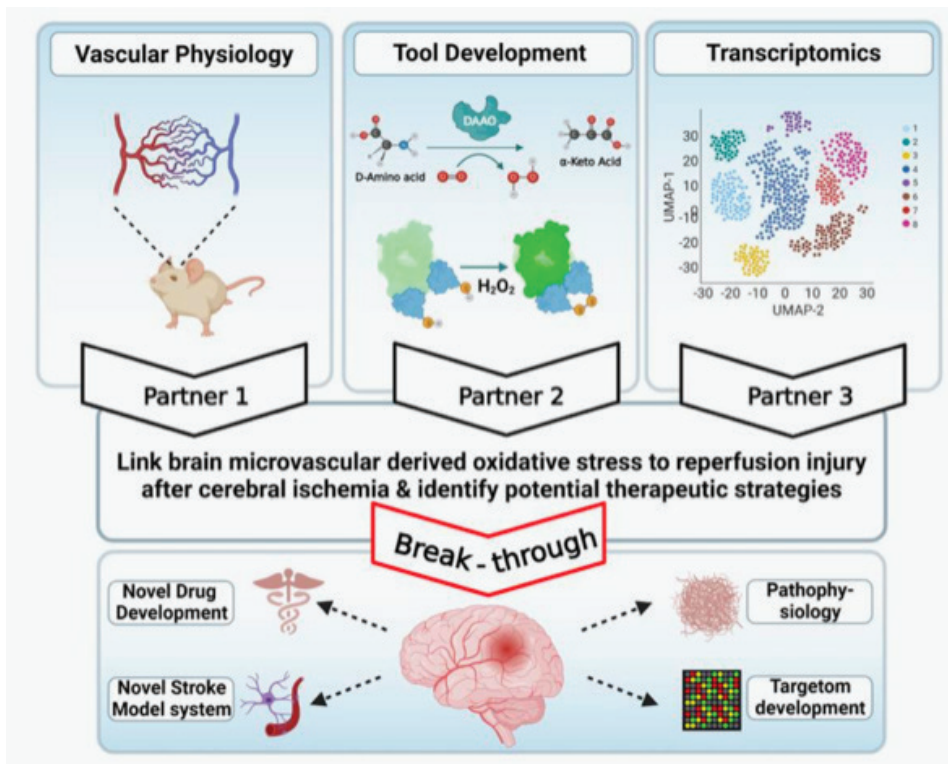 Vascular Physiology
Tool Development
Transcriptomics
DAAO
D-Amino acid
α-Keto Acid
H₂O₂
UMAP-1
30
20
10
0
-10
-20
-30
-30 -20 -10 0 10 20 30
UMAP-2
1
2
3
4
5
6
7
8
Partner 1
Partner 2
Partner 3
Link brain microvascular derived oxidative stress to reperfusion injury
after cerebral ischemia & identify potential therapeutic strategies
Break-through
Novel Drug
Development
Pathophy-
siology
Novel Stroke
Model system
Targetom
development